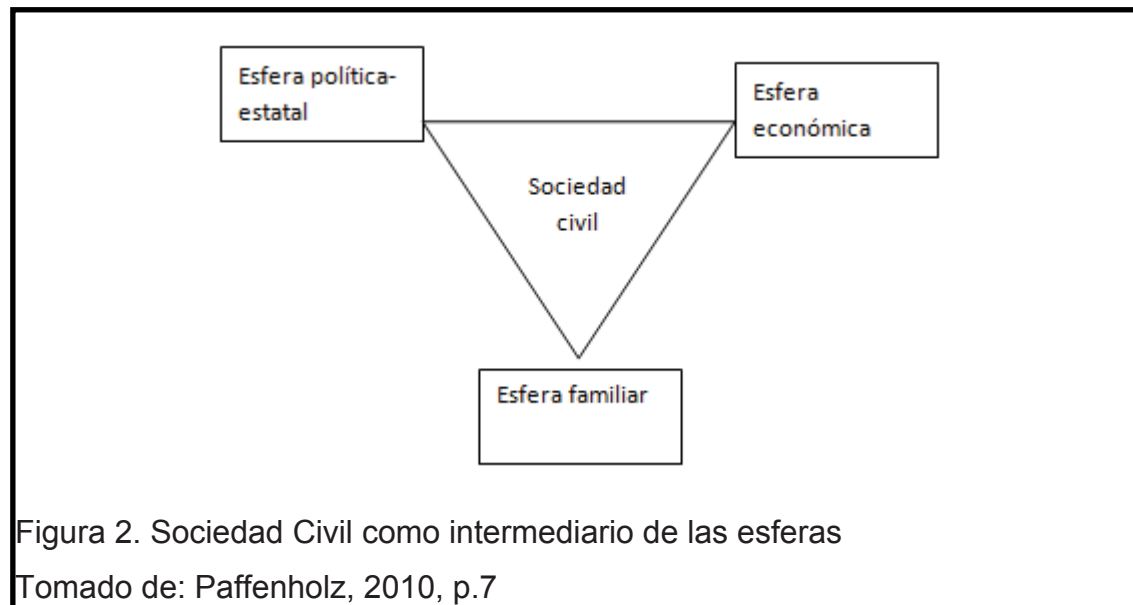 Esfera política-
estatal
Esfera
económica
Sociedad
civil
Esfera familiar
Figura 2. Sociedad Civil como intermediario de las esferas
Tomado de: Paffenholz, 2010, p.7